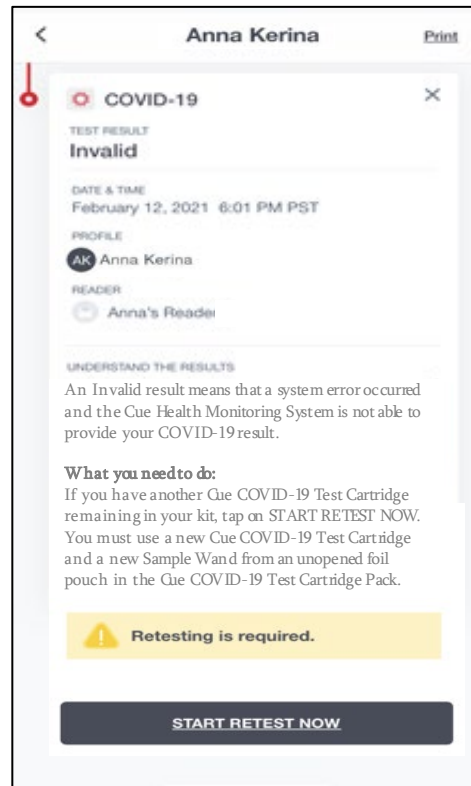 Anna Kerina Print
COVID-19
TEST RESULT
Invalid
DATE & TIME
February 12, 2021 6:01 PM PST
PROFILE
AK Anna Kerina
READER
Anna's Reader
UNDERSTAND THE RESULTS
An Invalid result means that a system error occurred
and the Cue Health Monitoring System is not able to
provide your COVID-19 result.
What you need to do:
If you have another Cue COVID-19 Test Cartridge
remaining in your kit, tap on START RETEST NOW.
You must use a new Cue COVID-19 Test Cartridge
and a new Sample Wand from an unopened foil
pouch in the Cue COVID-19 Test Cartridge Pack.
Retesting is required.
START RETEST NOW